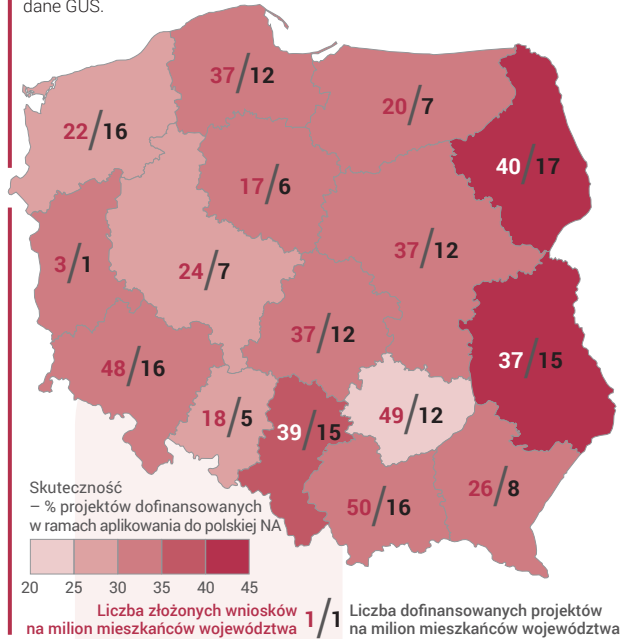 dane GUS.
37/12
20/7
22/16
40/17
17/6
3/1
24/7
37/12
37/12
37/15
48/16
18/5
39/15
49/12
50/16
26/8
Skuteczność
– % projektów dofinansowanych
w ramach aplikowania do polskiej NA
20 25 30 35 40 45
Liczba złożonych wniosków
na milion mieszkańców województwa
1/1
Liczba dofinansowanych projektów
na milion mieszkańców województwa